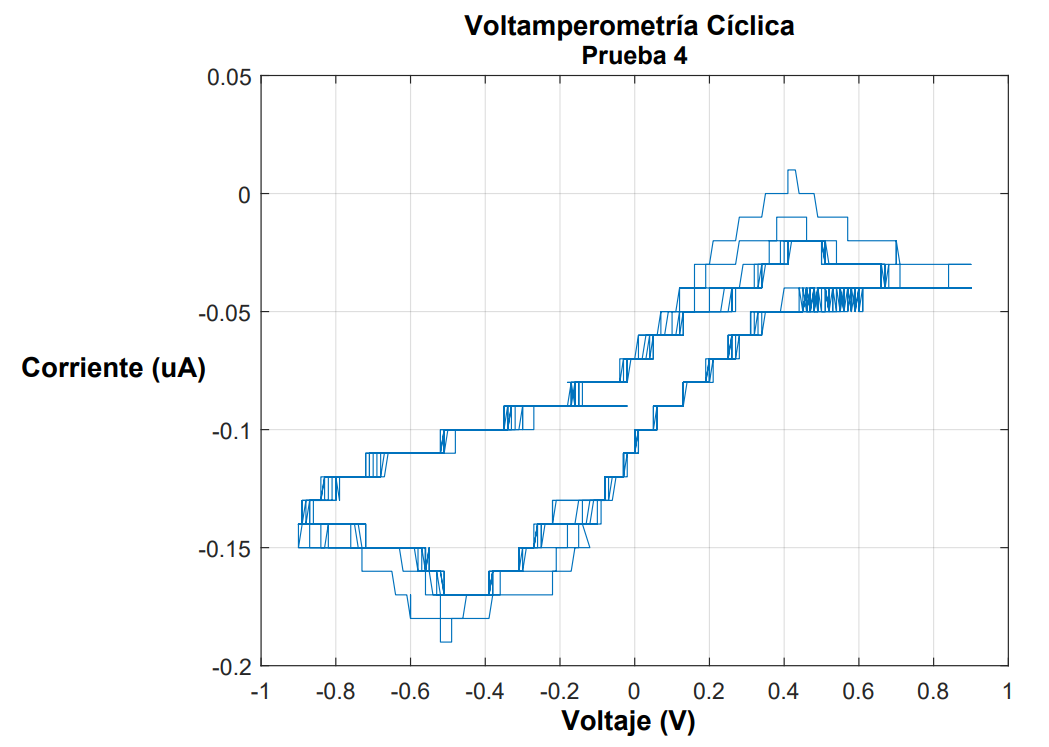 Voltamperometría Cíclica
Prueba 4
0.05
0
-0.05
-0.1
-0.15
-0.2
Corriente (uA)
-1 -0.8 -0.6 -0.4 -0.2 0 0.2 0.4 0.6 0.8 1
Voltaje (V)